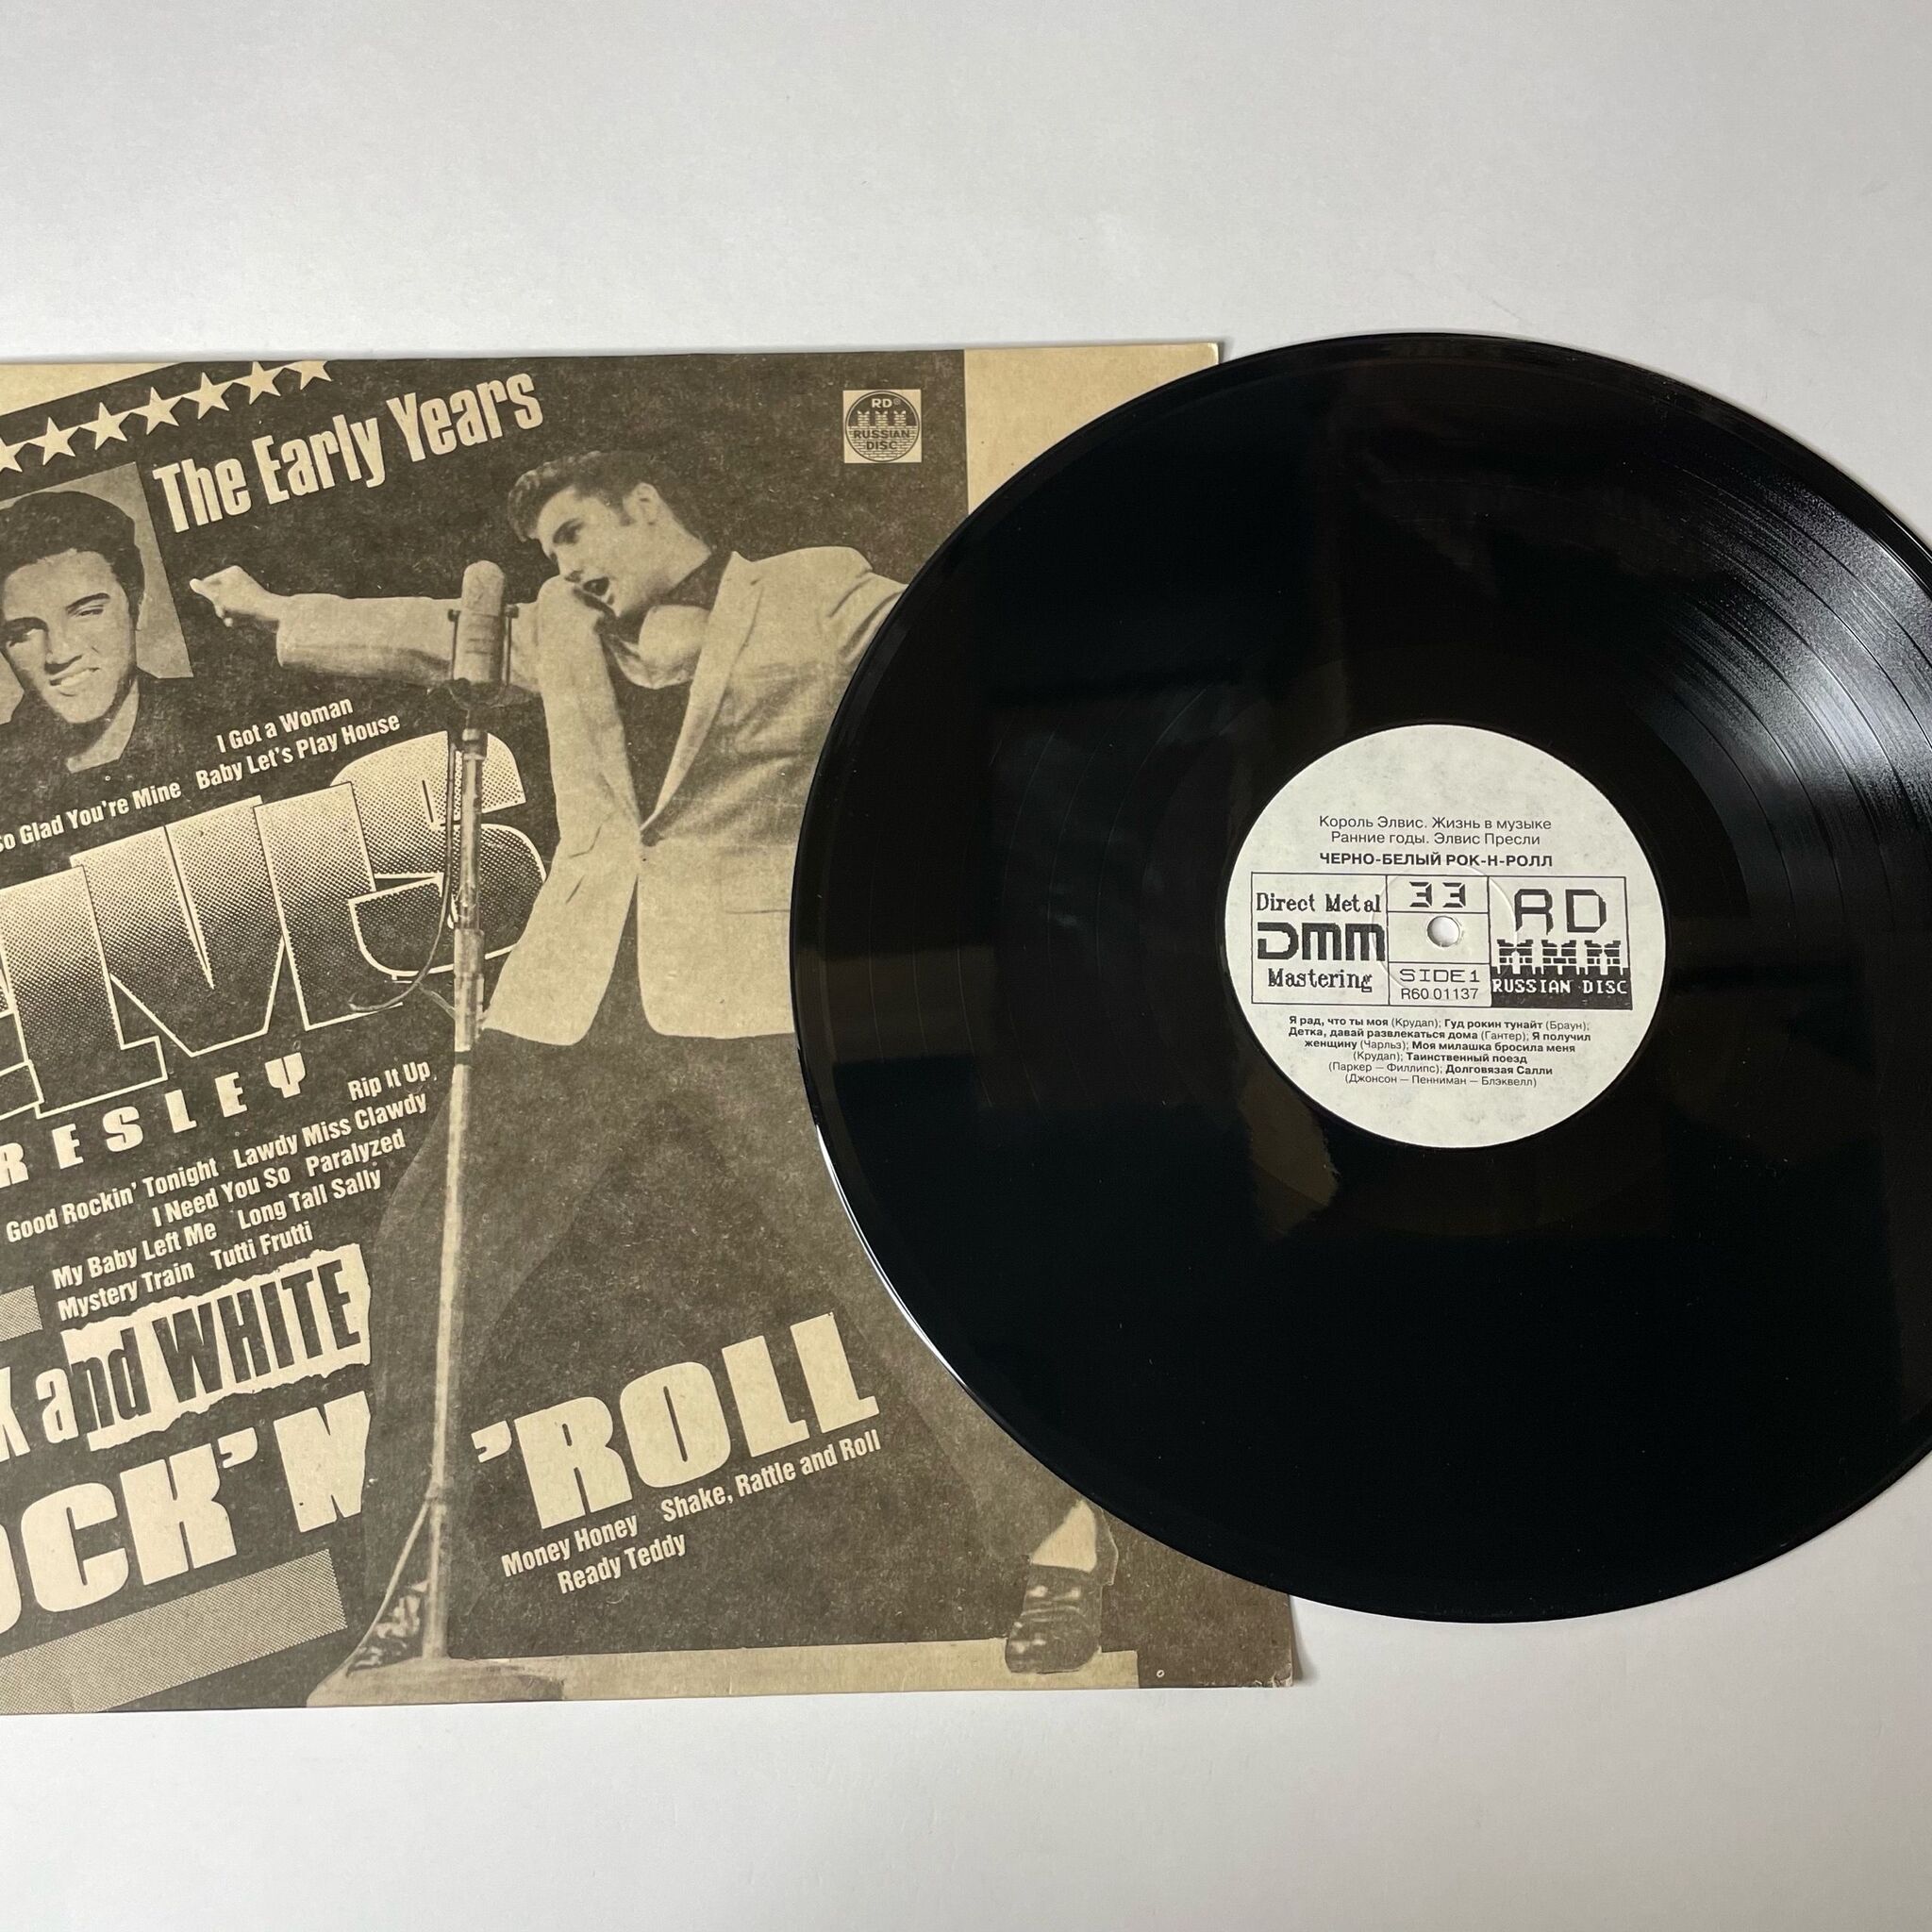 The Early Years
RD®
RUSSIAN
DISC
I Got a Woman
So Glad You're Mine Baby Let's Play House
RESLEY
Rip It Up
Good Rockin' Tonight Lawdy Miss Clawdy
I Need You So Paralyzed
My Baby Left Me Long Tall Sally
Mystery Train Tutti Frutti
K and WHITE
OCK'N
'ROLL
Money Honey Shake, Rattle and Roll
Ready Teddy
Король Элвис. Жизнь в музыке
Ранние годы. Элвис Пресли
ЧЕРНО-БЕЛЫЙ РОК-Н-РОЛЛ
Direct Metal
DMM
Mastering
33
SIDE 1
R60 01137
RD
RUSSIAN DISC
Я рад, что ты моя (Крудап); Гуд рокин тунайт (Браун);
Детка, давай развлекаться дома (Гантер); Я получил
женщину (Чарльз); Моя милашка бросила меня
(Крудап); Таинственный поезд
(Паркер — Филлипс); Долговязая Салли
(Джонсон — Пенниман — Блэквелл)